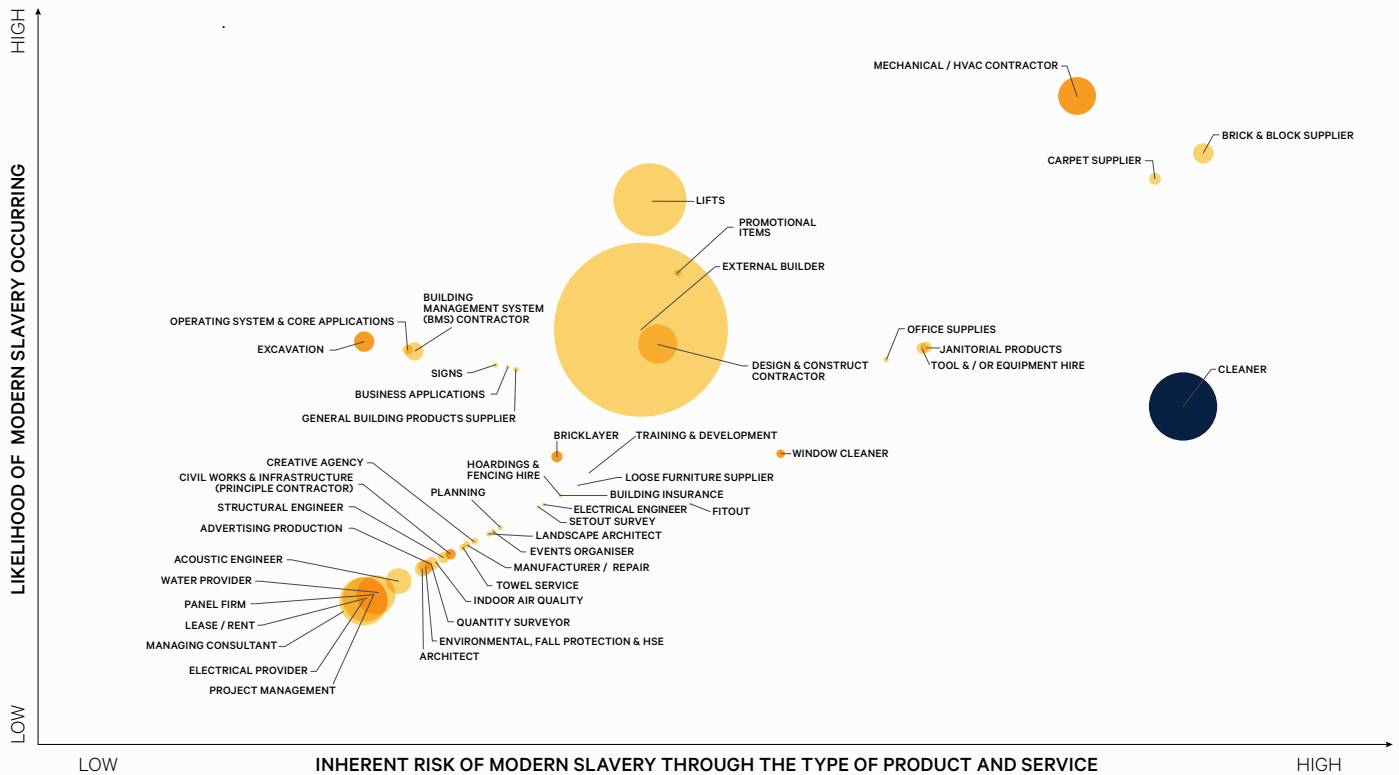 HIGH
MECHANICAL / HVAC CONTRACTOR
BRICK & BLOCK SUPPLIER
CARPET SUPPLIER
LIFTS
PROMOTIONAL
ITEMS
EXTERNAL BUILDER
BUILDING
MANAGEMENT SYSTEM
(BMS) CONTRACTOR
OPERATING SYSTEM & CORE APPLICATIONS
EXCAVATION
OFFICE SUPPLIES
JANITORIAL PRODUCTS
TOOL & / OR EQUIPMENT HIRE
DESIGN & CONSTRUCT
CONTRACTOR
CLEANER
SIGNS
BUSINESS APPLICATIONS
GENERAL BUILDING PRODUCTS SUPPLIER
LIKELIHOOD OF MODERN SLAVERY OCCURRING
BRICKLAYER
TRAINING & DEVELOPMENT
WINDOW CLEANER
CREATIVE AGENCY
HOARDINGS &
FENCING HIRE
CIVIL WORKS & INFRASTRUCTURE
(PRINCIPLE CONTRACTOR)
LOOSE FURNITURE SUPPLIER
PLANNING
BUILDING INSURANCE
STRUCTURAL ENGINEER
ELECTRICAL ENGINEER
FITOUT
SETOUT SURVEY
ADVERTISING PRODUCTION
LANDSCAPE ARCHITECT
EVENTS ORGANISER
ACOUSTIC ENGINEER
MANUFACTURER / REPAIR
WATER PROVIDER
TOWEL SERVICE
INDOOR AIR QUALITY
PANEL FIRM
LEASE / RENT
QUANTITY SURVEYOR
MANAGING CONSULTANT
ENVIRONMENTAL, FALL PROTECTION & HSE
ARCHITECT
ELECTRICAL PROVIDER
PROJECT MANAGEMENT
LOW
LOW
INHERENT RISK OF MODERN SLAVERY THROUGH THE TYPE OF PRODUCT AND SERVICE
HIGH